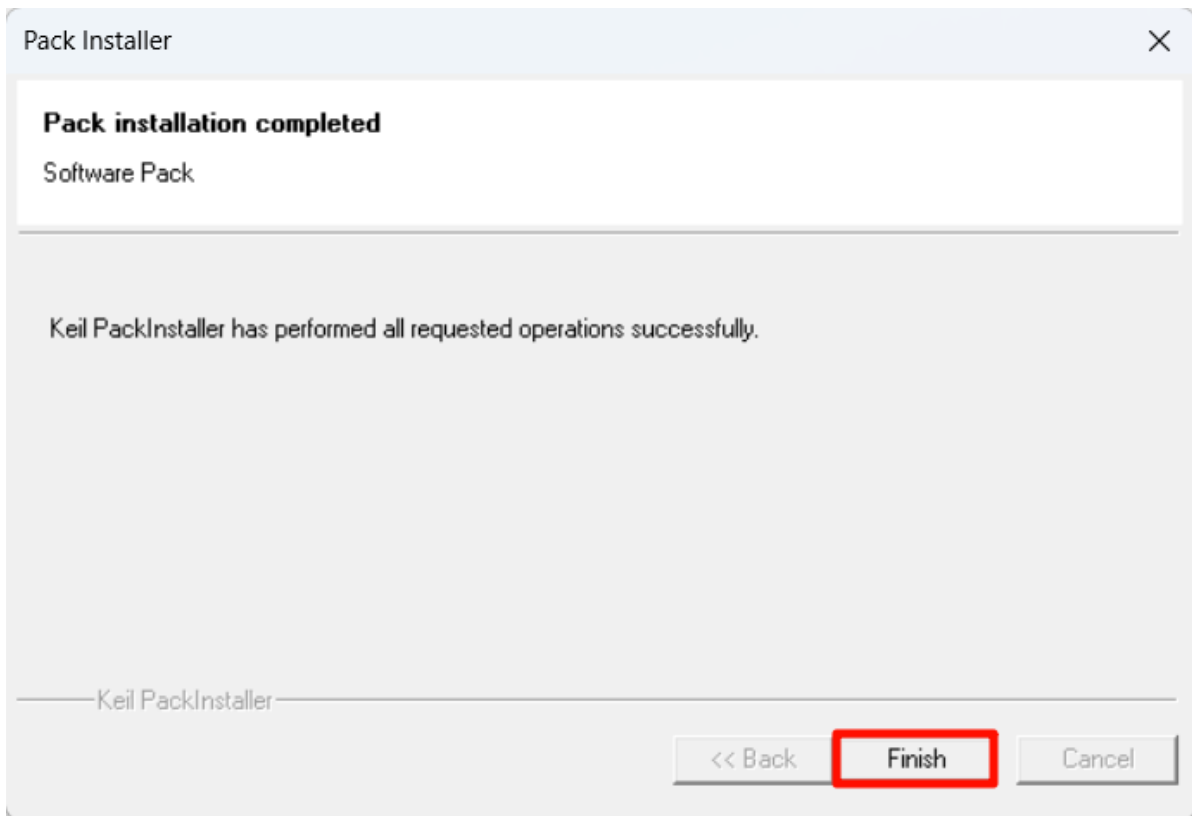 Pack Installer
Pack installation completed
Software Pack
Keil PackInstaller has performed all requested operations successfully.
Keil PackInstaller
<< Back
Finish
Cancel